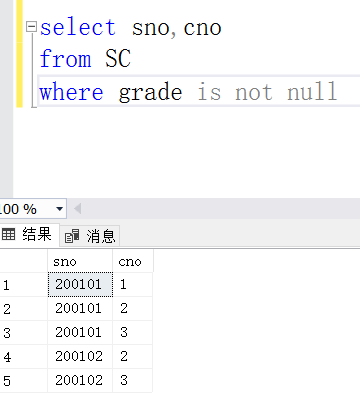 select sno,cno
from SC
where grade is not null
100 %
结果 消息
sno cno
1 200101 1
2 200101 2
3 200101 3
4 200102 2
5 200102 3